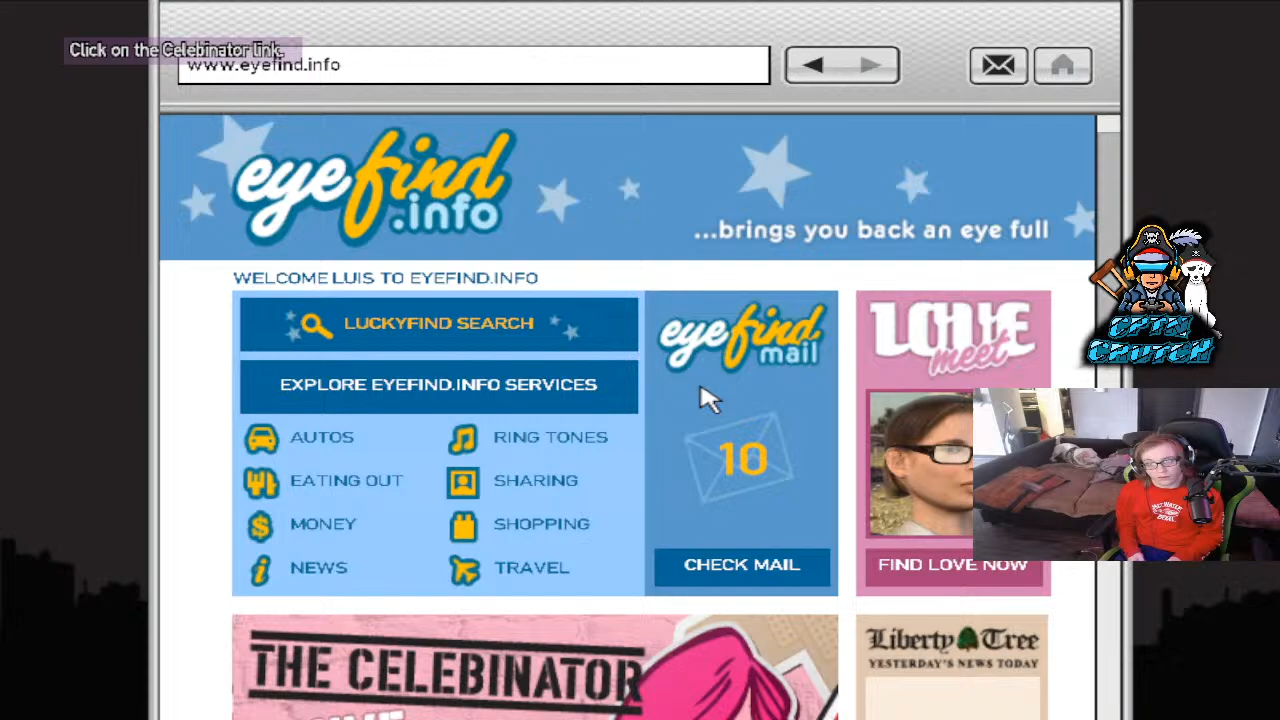 Click on the Celebinator link.
www.eyefind.info
eyefind
.info
...brings you back an eye full
WELCOME LUIS TO EYEFIND.INFO
LUCKYFIND SEARCH
EXPLORE EYEFIND.INFO SERVICES
AUTOS
RING TONES
EATING OUT
SHARING
MONEY
SHOPPING
NEWS
TRAVEL
eyefind
mail
10
CHECK MAIL
LOVE
meet
FIND LOVE NOW
CPTN
CRUTCH
THE CELEBINATOR
Liberty Tree
YESTERDAY'S NEWS TODAY